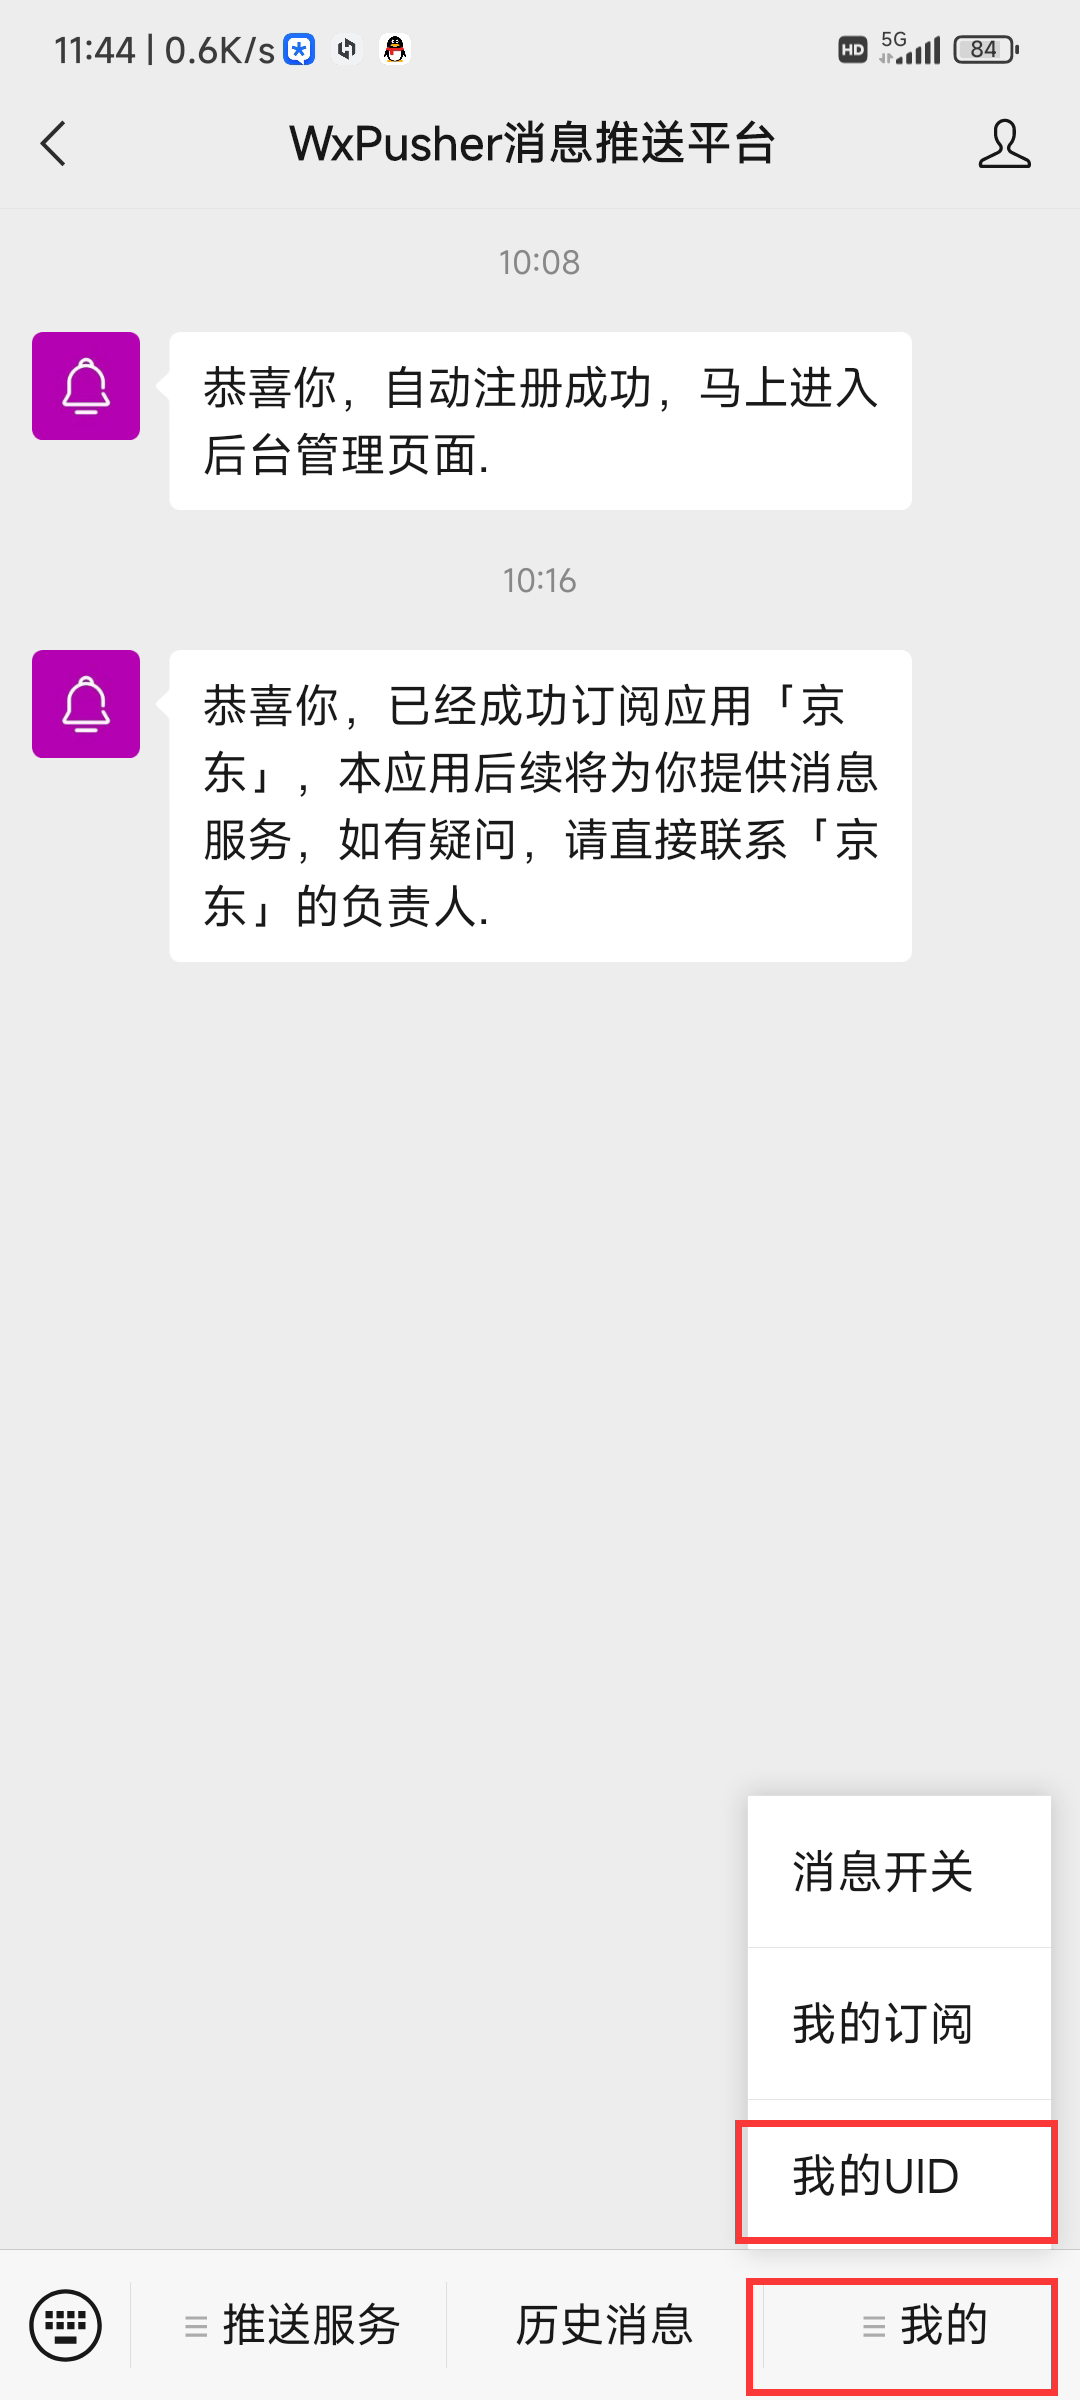 11:44 | 0.6K/s HD 5G 84
WxPusher消息推送平台
10:08
恭喜你，自动注册成功，马上进入
后台管理页面.
10:16
恭喜你，已经成功订阅应用「京
东」，本应用后续将为你提供消息
服务，如有疑问，请直接联系「京
东」的负责人.
消息开关
我的订阅
我的UID
推送服务 历史消息 我的